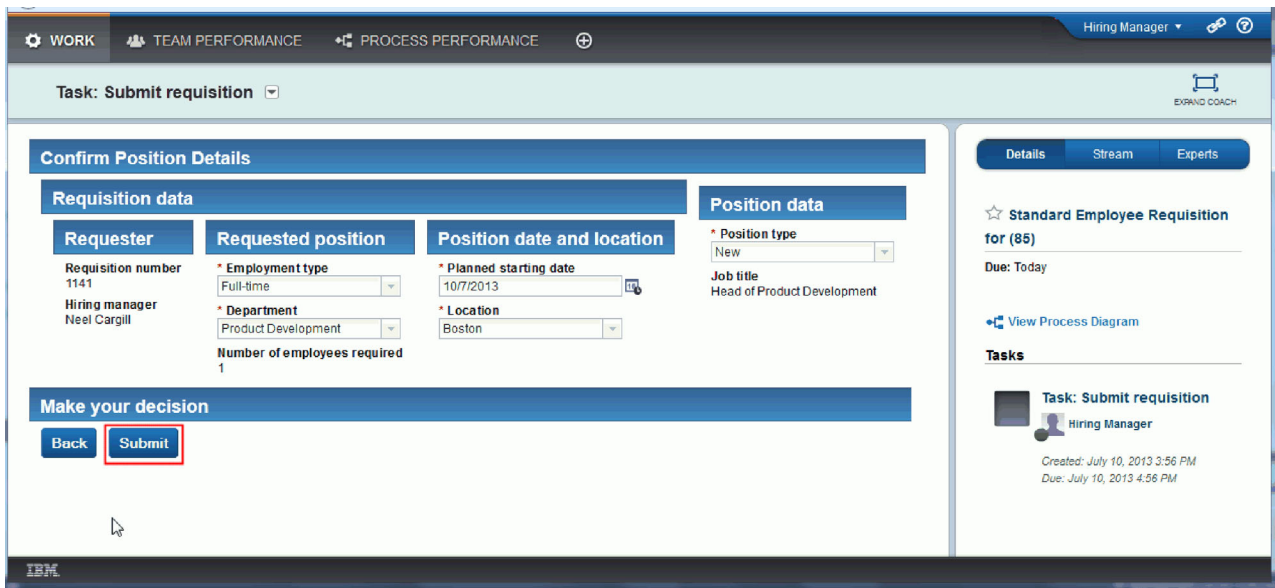 WORK
TEAM PERFORMANCE
PROCESS PERFORMANCE
Hiring Manager
Task: Submit requisition
EXPAND COACH
Confirm Position Details
Requisition data
Requester
Requisition number
1141
Hiring manager
Neel Cargill
Requested position
* Employment type
Full-time
* Department
Product Development
Number of employees required
1
Position date and location
* Planned starting date
10/7/2013
* Location
Boston
Position data
* Position type
New
Job title
Head of Product Development
Make your decision
Back
Submit
Details
Stream
Experts
Standard Employee Requisition
for (85)
Due: Today
View Process Diagram
Tasks
Task: Submit requisition
Hiring Manager
Created: July 10, 2013 3:56 PM
Due: July 10, 2013 4:56 PM
IBM